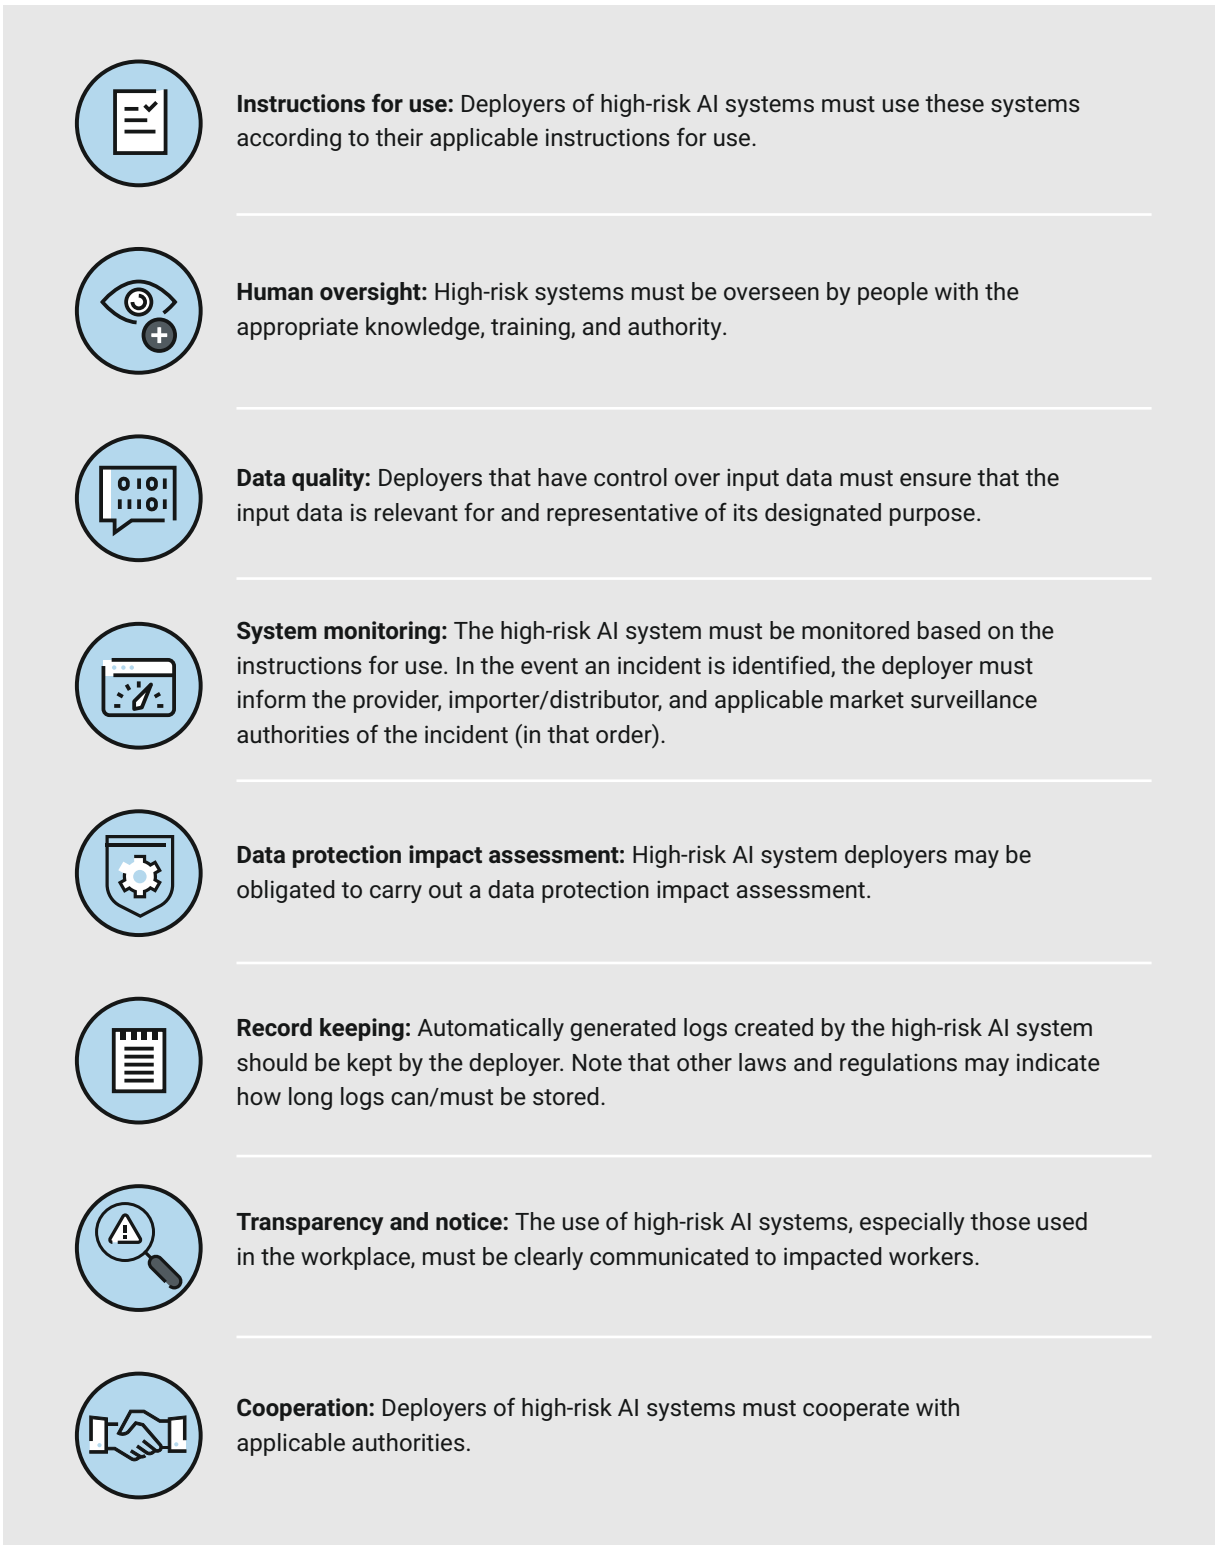 Instructions for use: Deployers of high-risk AI systems must use these systems
according to their applicable instructions for use.
Human oversight: High-risk systems must be overseen by people with the
appropriate knowledge, training, and authority.
0101
11101
Data quality: Deployers that have control over input data must ensure that the
input data is relevant for and representative of its designated purpose.
System monitoring: The high-risk AI system must be monitored based on the
instructions for use. In the event an incident is identified, the deployer must
inform the provider, importer/distributor, and applicable market surveillance
authorities of the incident (in that order).
Data protection impact assessment: High-risk AI system deployers may be
obligated to carry out a data protection impact assessment.
Record keeping: Automatically generated logs created by the high-risk AI system
should be kept by the deployer. Note that other laws and regulations may indicate
how long logs can/must be stored.
Transparency and notice: The use of high-risk AI systems, especially those used
in the workplace, must be clearly communicated to impacted workers.
Cooperation: Deployers of high-risk AI systems must cooperate with
applicable authorities.